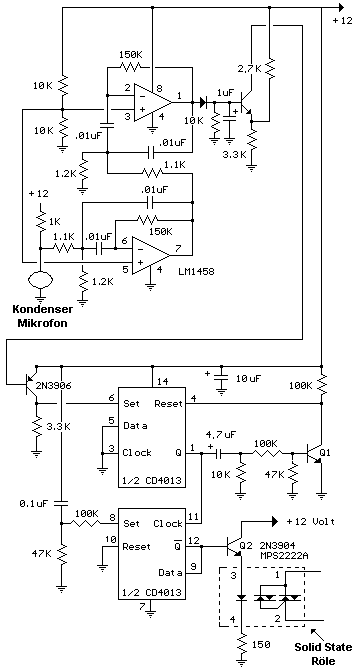 + 12
150K
10K
2
8
1
3
4
1uF
2.7K
10K
10K
.01uF
.01uF
3.3K
1.2K
1.1K
+12
1K
.01uF
1.1K
.01uF
150K
6
7
5
4
LM1458
1.2K
Kondenser
Mikrofon
2N3906
14
10uF
100K
6
Set
Reset
4
3.3K
5
Data
4,7uF
100K
Q1
3
Clock
Q
1
10K
47K
1/2 CD4013
0.1uF
100K
8
Set
Clock
11
+12 Volt
10
Reset
Q
12
Q2
2N3904
MPS2222A
47K
Data
9
3
1
1/2 CD4013
7
4
2
150
Solid State
Röle